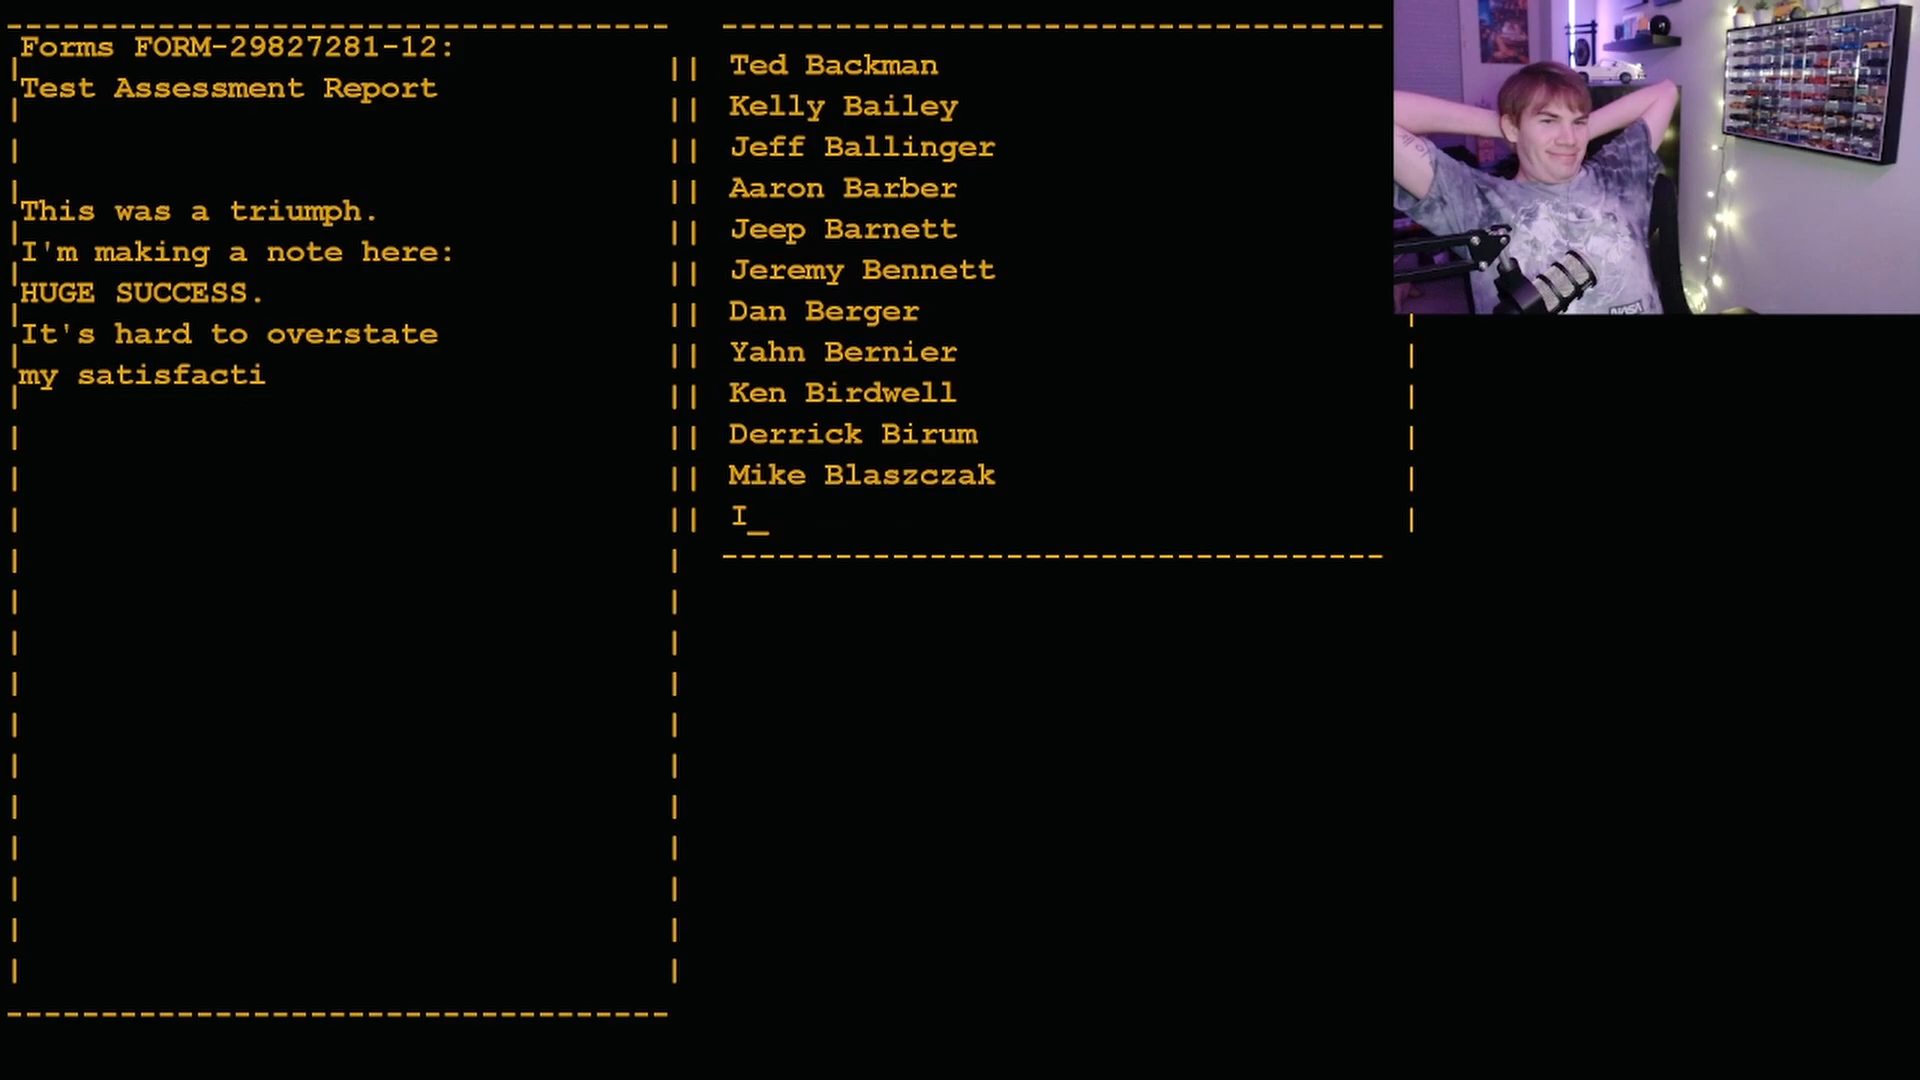 Forms FORM-29827281-12:
Test Assessment Report
This was a triumph.
I'm making a note here:
HUGE SUCCESS.
It's hard to overstate
my satisfacti
Ted Backman
Kelly Bailey
Jeff Ballinger
Aaron Barber
Jeep Barnett
Jeremy Bennett
Dan Berger
Yahn Bernier
Ken Birdwell
Derrick Birum
Mike Blaszczak
I_
NASA